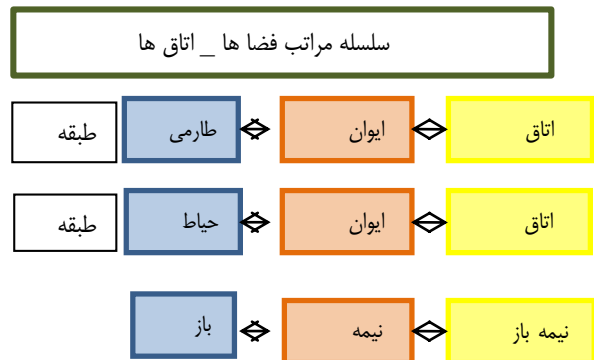 سلسله مراتب فضا ها _ اتاق ها
اتاق ایوان طارمی طبقه
اتاق ایوان حیاط طبقه
نیمه باز نیمه باز